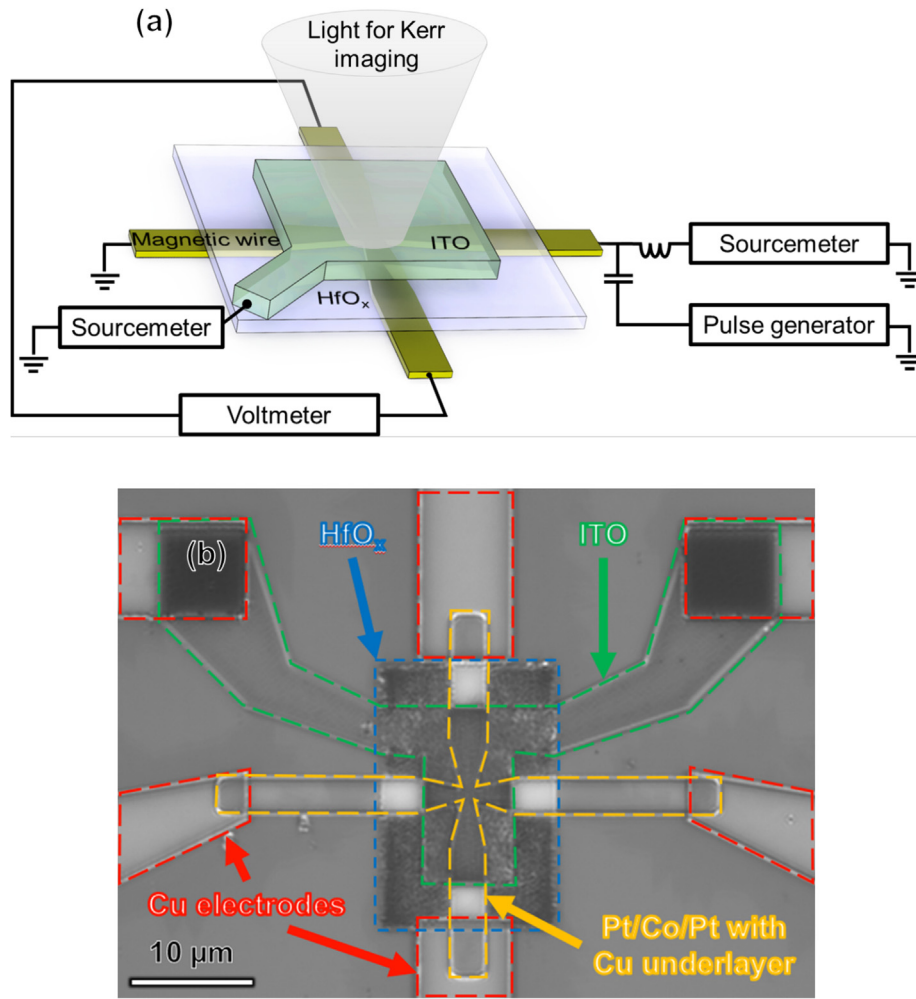 (a)
Light for Kerr
imaging
Magnetic wire
ITO
HfOₓ
Sourcemeter
Sourcemeter
Pulse generator
Voltmeter
(b)
HfOₓ
ITO
Cu electrodes
Pt/Co/Pt with
Cu underlayer
10 μm